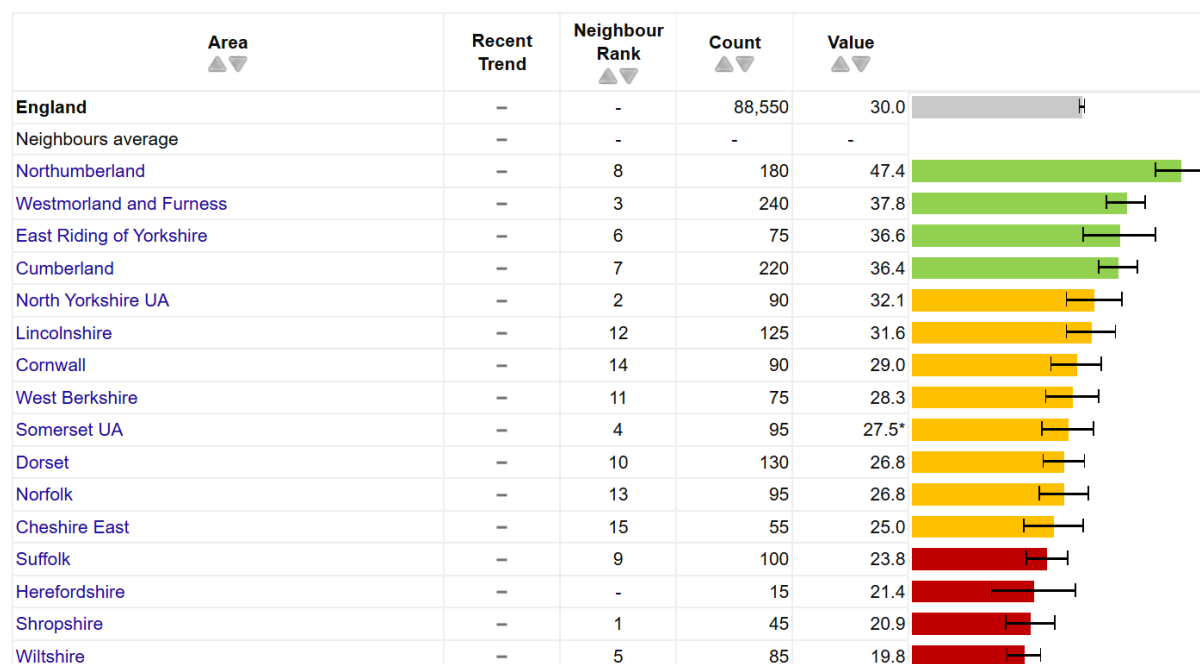 Area Recent Trend Neighbour Rank Count Value
England – - 88,550 30.0
Neighbours average – - - -
Northumberland – 8 180 47.4
Westmorland and Furness – 3 240 37.8
East Riding of Yorkshire – 6 75 36.6
Cumberland – 7 220 36.4
North Yorkshire UA – 2 90 32.1
Lincolnshire – 12 125 31.6
Cornwall – 14 90 29.0
West Berkshire – 11 75 28.3
Somerset UA – 4 95 27.5*
Dorset – 10 130 26.8
Norfolk – 13 95 26.8
Cheshire East – 15 55 25.0
Suffolk – 9 100 23.8
Herefordshire – - 15 21.4
Shropshire – 1 45 20.9
Wiltshire – 5 85 19.8